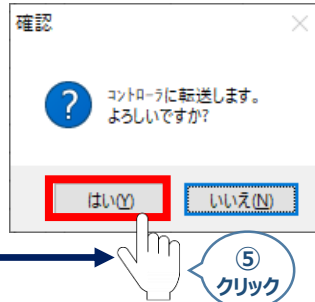 確認
?
ｺﾝﾄﾛｰﾗに転送します。
よろしいですか?
はい(Y)
いいえ(N)
⑤
クリック